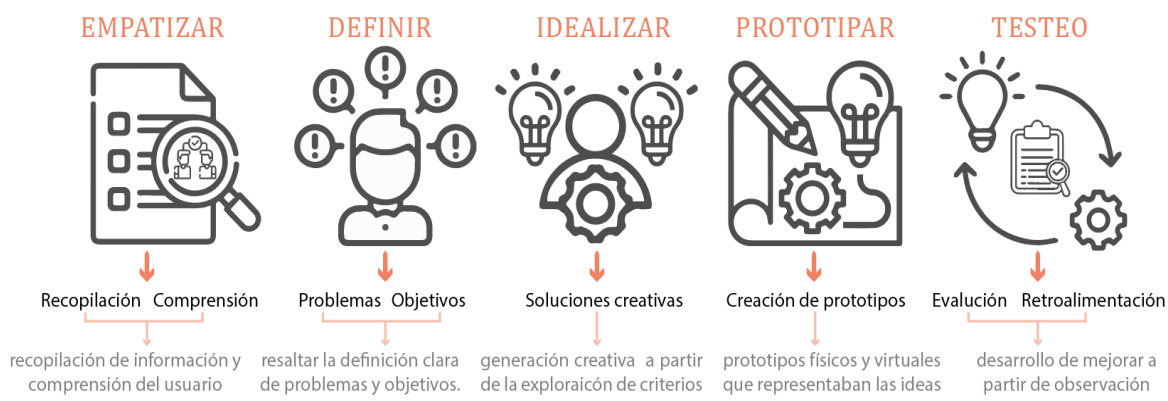 EMPATIZAR
DEFINIR
IDEALIZAR
PROTOTIPAR
TESTEO
Recopilación Comprensión
Problemas Objetivos
Soluciones creativas
Creación de prototipos
Evalución Retroalimentación
recopilación de información y
comprensión del usuario
resaltar la definición clara
de problemas y objetivos.
generación creativa a partir
de la exploraicón de criterios
prototipos físicos y virtuales
que representaban las ideas
desarrollo de mejorar a
partir de observación